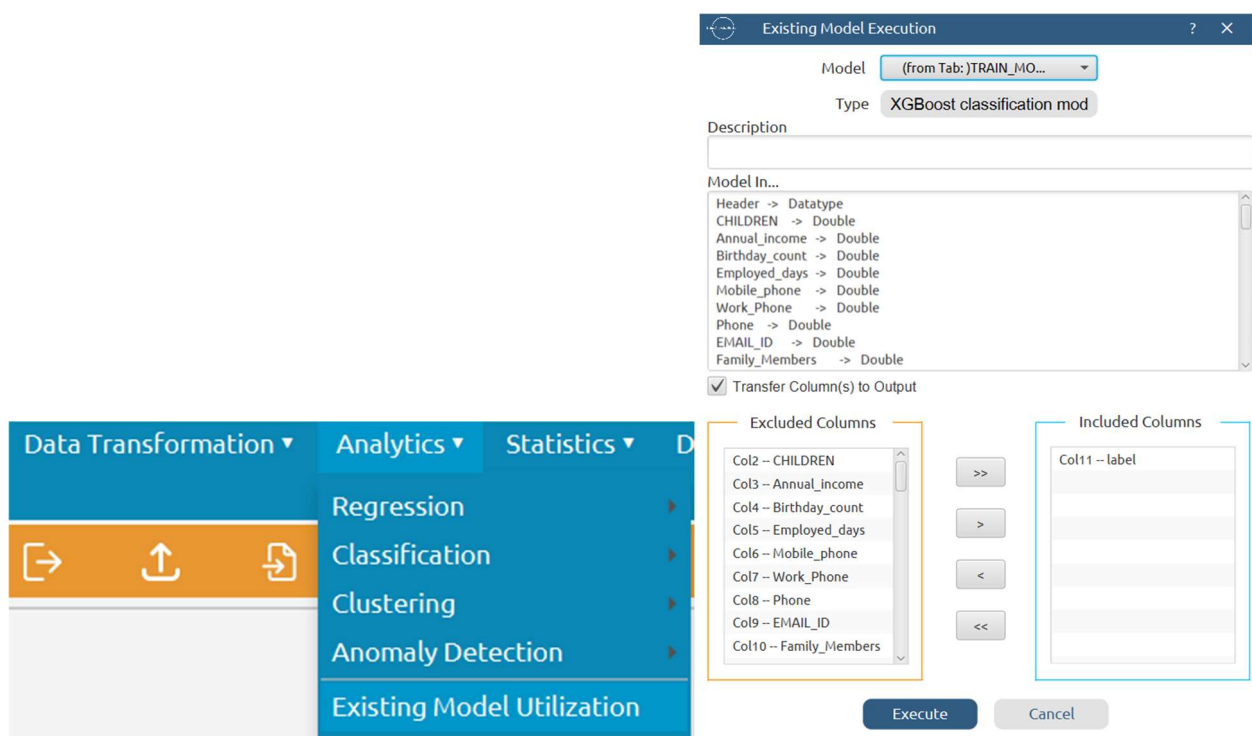 Existing Model Execution ? ✕
Model (from Tab: )TRAIN_MO...
Type XGBoost classification mod
Description
Model In...
Header -> Datatype
CHILDREN -> Double
Annual_income -> Double
Birthday_count -> Double
Employed_days -> Double
Mobile_phone -> Double
Work_Phone -> Double
Phone -> Double
EMAIL_ID -> Double
Family_Members -> Double
Transfer Column(s) to Output
Excluded Columns
Col2 -- CHILDREN
Col3 -- Annual_income
Col4 -- Birthday_count
Col5 -- Employed_days
Col6 -- Mobile_phone
Col7 -- Work_Phone
Col8 -- Phone
Col9 -- EMAIL_ID
Col10 -- Family_Members
>>
>
<
<<
Included Columns
Col11 -- label
Execute Cancel
Data Transformation ▾ Analytics ▾ Statistics ▾ D
Regression
Classification
Clustering
Anomaly Detection
Existing Model Utilization